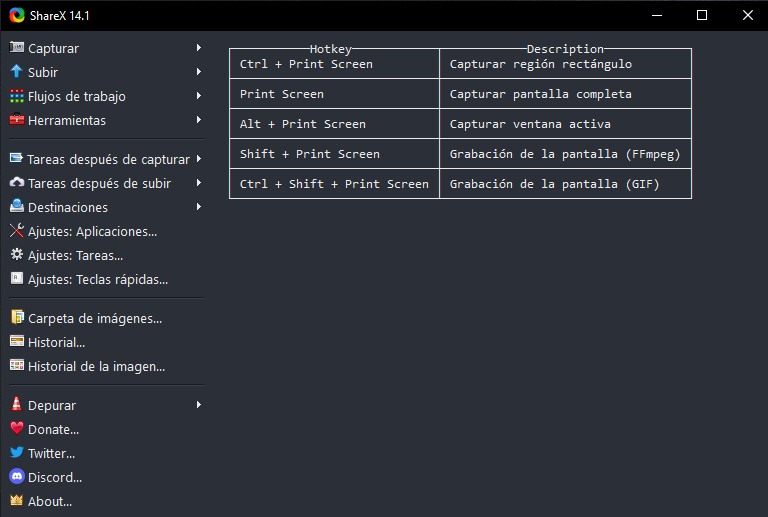 ShareX 14.1
Capturar
Subir
Flujos de trabajo
Herramientas
Tareas después de capturar
Tareas después de subir
Destinaciones
Ajustes: Aplicaciones...
Ajustes: Tareas...
Ajustes: Teclas rápidas...
Carpeta de imágenes...
Historial...
Historial de la imagen...
Depurar
Donate...
Twitter...
Discord...
About...
Hotkey Description
Ctrl + Print Screen Capturar región rectángulo
Print Screen Capturar pantalla completa
Alt + Print Screen Capturar ventana activa
Shift + Print Screen Grabación de la pantalla (FFmpeg)
Ctrl + Shift + Print Screen Grabación de la pantalla (GIF)